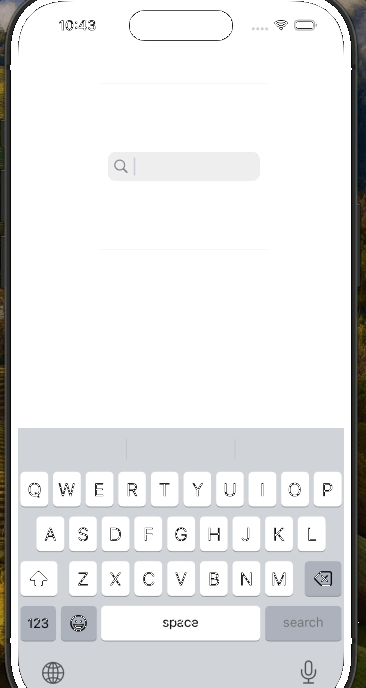 10:43
Q W E R T Y U I O P
A S D F G H J K L
Z X C V B N M
123 space search